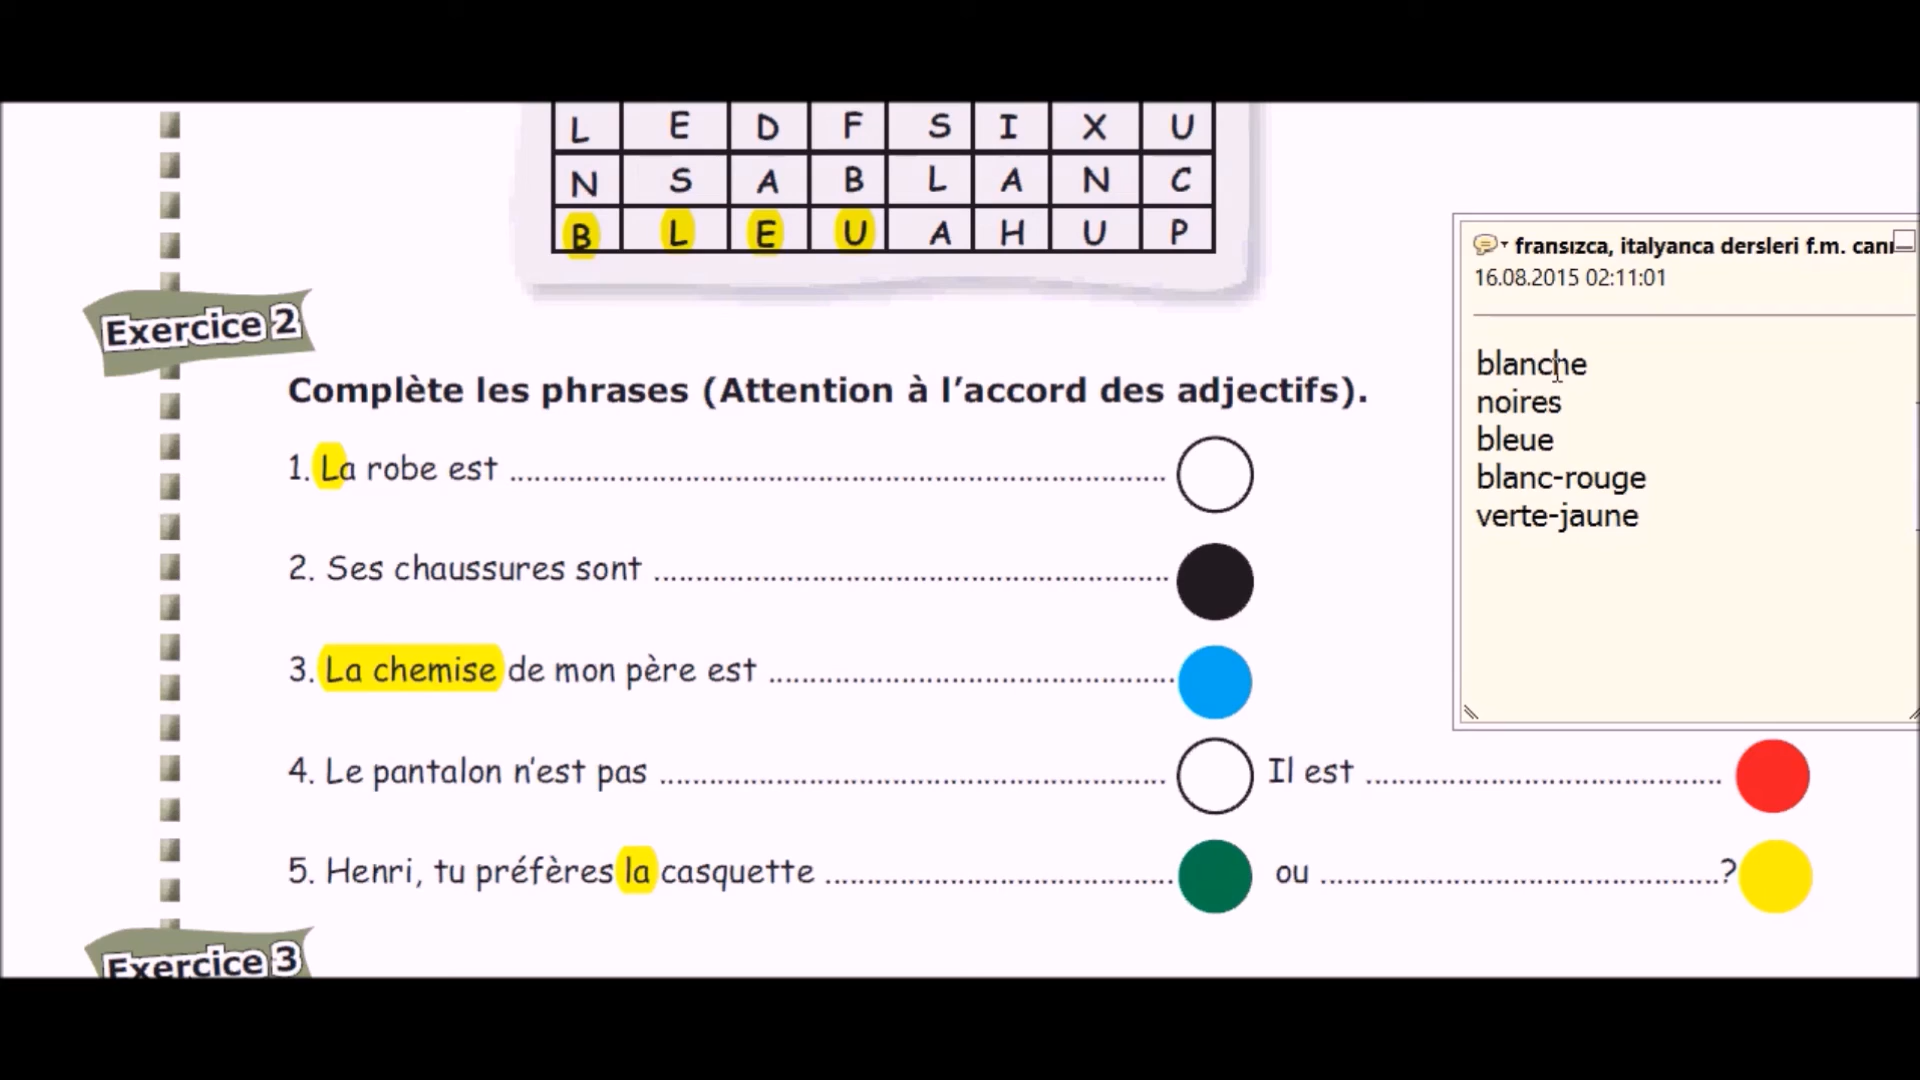 L E D F S I X U
N S A B L A N C
B L E U A H U P
fransızca, italyanca dersleri f.m.
16.08.2015 02:11:01
blanche
noires
bleue
blanc-rouge
verte-jaune
Exercice 2
Complète les phrases (Attention à l’accord des adjectifs).
1. La robe est ....................
2. Ses chaussures sont ....................
3. La chemise de mon père est ....................
4. Le pantalon n’est pas .................... Il est ....................
5. Henri, tu préfères la casquette .................... ou ....................?
Exercice 3